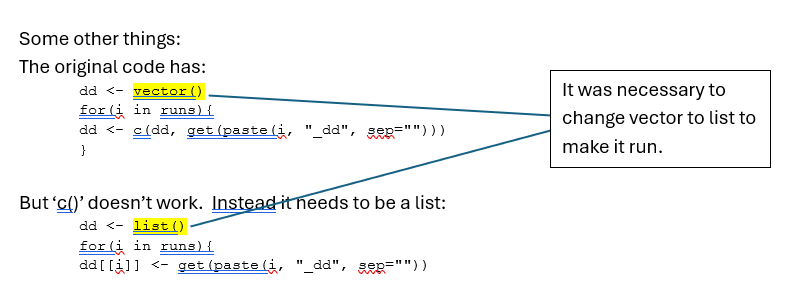 Some other things:
The original code has:
dd <- vector()
for(i in runs){
dd <- c(dd, get(paste(i, "_dd", sep="")))
}
It was necessary to
change vector to list to
make it run.
But ‘c()’ doesn’t work. Instead it needs to be a list:
dd <- list()
for(i in runs){
dd[[i]] <- get(paste(i, "_dd", sep=""))